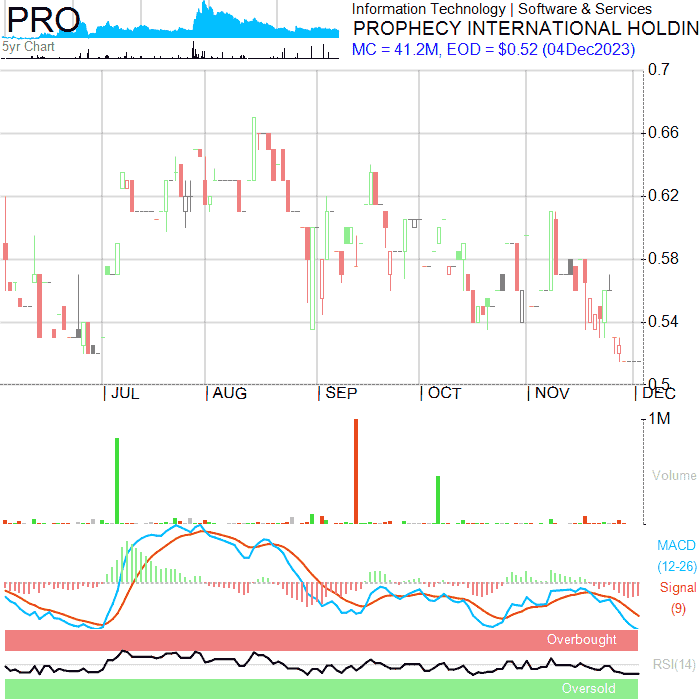 PRO
5yr Chart
Information Technology | Software & Services
PROPHECY INTERNATIONAL HOLDIN
MC = 41.2M, EOD = $0.52 (04Dec2023)
0.7
0.66
0.62
0.58
0.54
0.5
JUL AUG SEP OCT NOV DEC
1M
Volume
MACD
(12-26)
Signal
(9)
Overbought
RSI(14)
Oversold